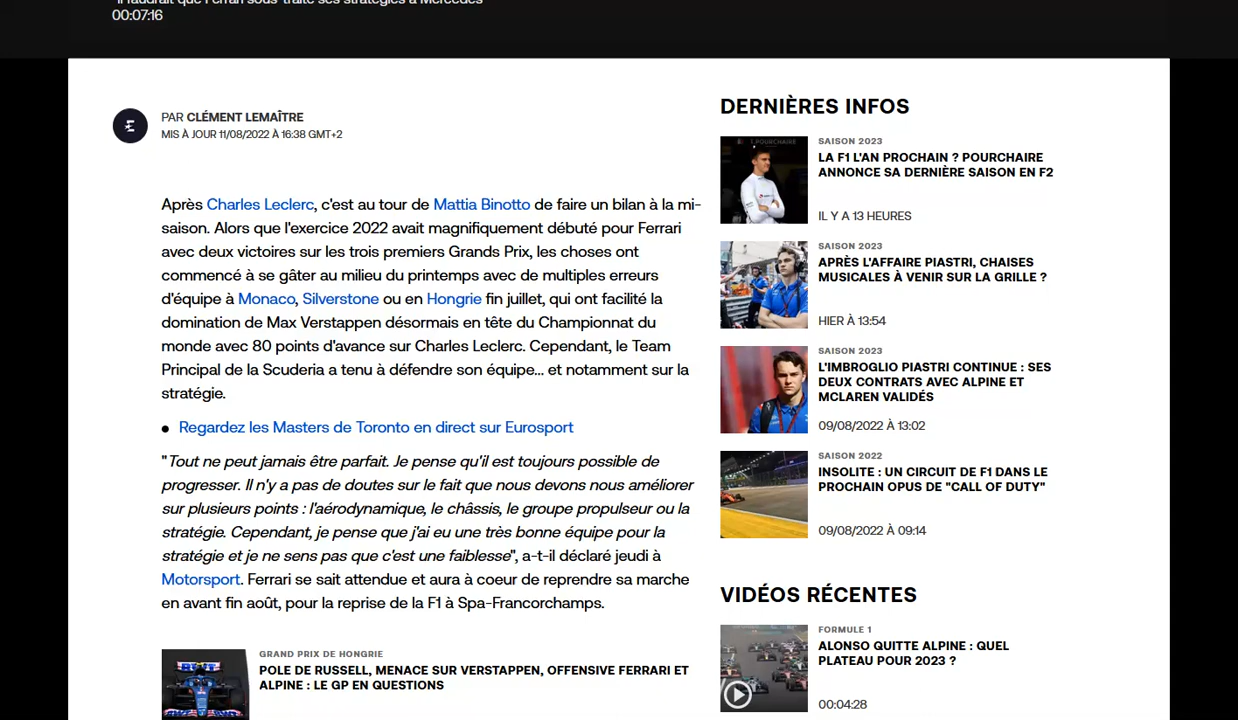 "Il faudrait que Ferrari sous-traite ses stratégies à Mercedes"
00:07:16
PAR CLÉMENT LEMAÎTRE
MIS À JOUR 11/08/2022 À 16:38 GMT+2
Après Charles Leclerc, c'est au tour de Mattia Binotto de faire un bilan à la mi-
saison. Alors que l'exercice 2022 avait magnifiquement débuté pour Ferrari
avec deux victoires sur les trois premiers Grands Prix, les choses ont
commencé à se gâter au milieu du printemps avec de multiples erreurs
d'équipe à Monaco, Silverstone ou en Hongrie fin juillet, qui ont facilité la
domination de Max Verstappen désormais en tête du Championnat du
monde avec 80 points d'avance sur Charles Leclerc. Cependant, le Team
Principal de la Scuderia a tenu à défendre son équipe... et notamment sur la
stratégie.
Regardez les Masters de Toronto en direct sur Eurosport
"Tout ne peut jamais être parfait. Je pense qu'il est toujours possible de
progresser. Il n'y a pas de doutes sur le fait que nous devons nous améliorer
sur plusieurs points : l'aérodynamique, le châssis, le groupe propulseur ou la
stratégie. Cependant, je pense que j'ai eu une très bonne équipe pour la
stratégie et je ne sens pas que c'est une faiblesse", a-t-il déclaré jeudi à
Motorsport. Ferrari se sait attendue et aura à coeur de reprendre sa marche
en avant fin août, pour la reprise de la F1 à Spa-Francorchamps.
GRAND PRIX DE HONGRIE
POLE DE RUSSELL, MENACE SUR VERSTAPPEN, OFFENSIVE FERRARI ET
ALPINE : LE GP EN QUESTIONS
DERNIÈRES INFOS
SAISON 2023
LA F1 L'AN PROCHAIN ? POURCHAIRE
ANNONCE SA DERNIÈRE SAISON EN F2
IL Y A 13 HEURES
SAISON 2023
APRÈS L'AFFAIRE PIASTRI, CHAISES
MUSICALES À VENIR SUR LA GRILLE ?
HIER À 13:54
SAISON 2023
L'IMBROGLIO PIASTRI CONTINUE : SES
DEUX CONTRATS AVEC ALPINE ET
MCLAREN VALIDÉS
09/08/2022 À 13:02
SAISON 2022
INSOLITE : UN CIRCUIT DE F1 DANS LE
PROCHAIN OPUS DE "CALL OF DUTY"
09/08/2022 À 09:14
VIDÉOS RÉCENTES
FORMULE 1
ALONSO QUITTE ALPINE : QUEL
PLATEAU POUR 2023 ?
00:04:28